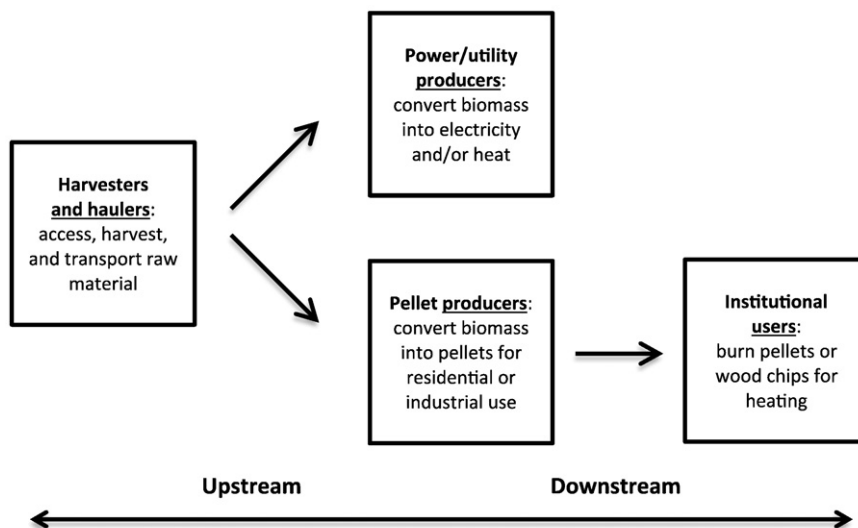 Power/utility
producers:
convert biomass
into electricity
and/or heat
Harvesters
and haulers:
access, harvest,
and transport raw
material
Pellet producers:
convert biomass
into pellets for
residential or
industrial use
Institutional
users:
burn pellets or
wood chips for
heating
Upstream
Downstream